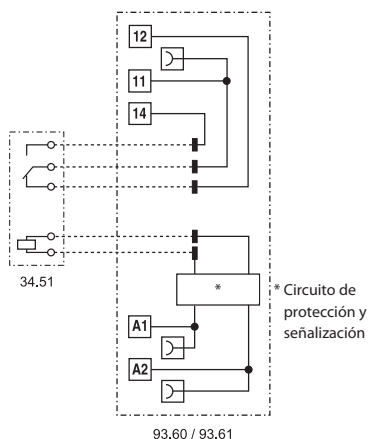 12
11
14
34.51
*
* Circuito de
protección y
señalización
A1
A2
93.60 / 93.61